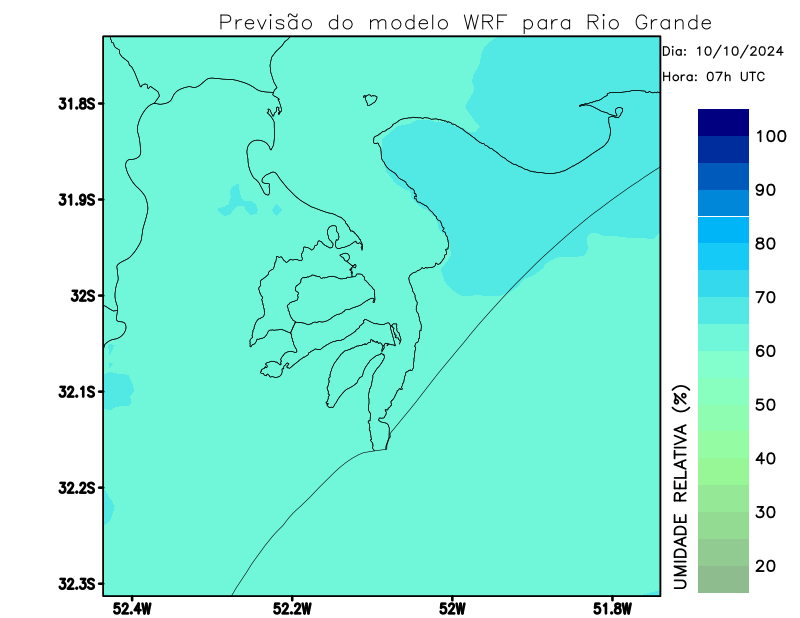 Previsão do modelo WRF para Rio Grande
Dia: 10/10/2024
Hora: 07h UTC
31.8S
31.9S
32S
32.1S
32.2S
32.3S
52.4W
52.2W
52W
51.8W
100
90
80
70
60
50
40
30
20
UMIDADE RELATIVA (%)